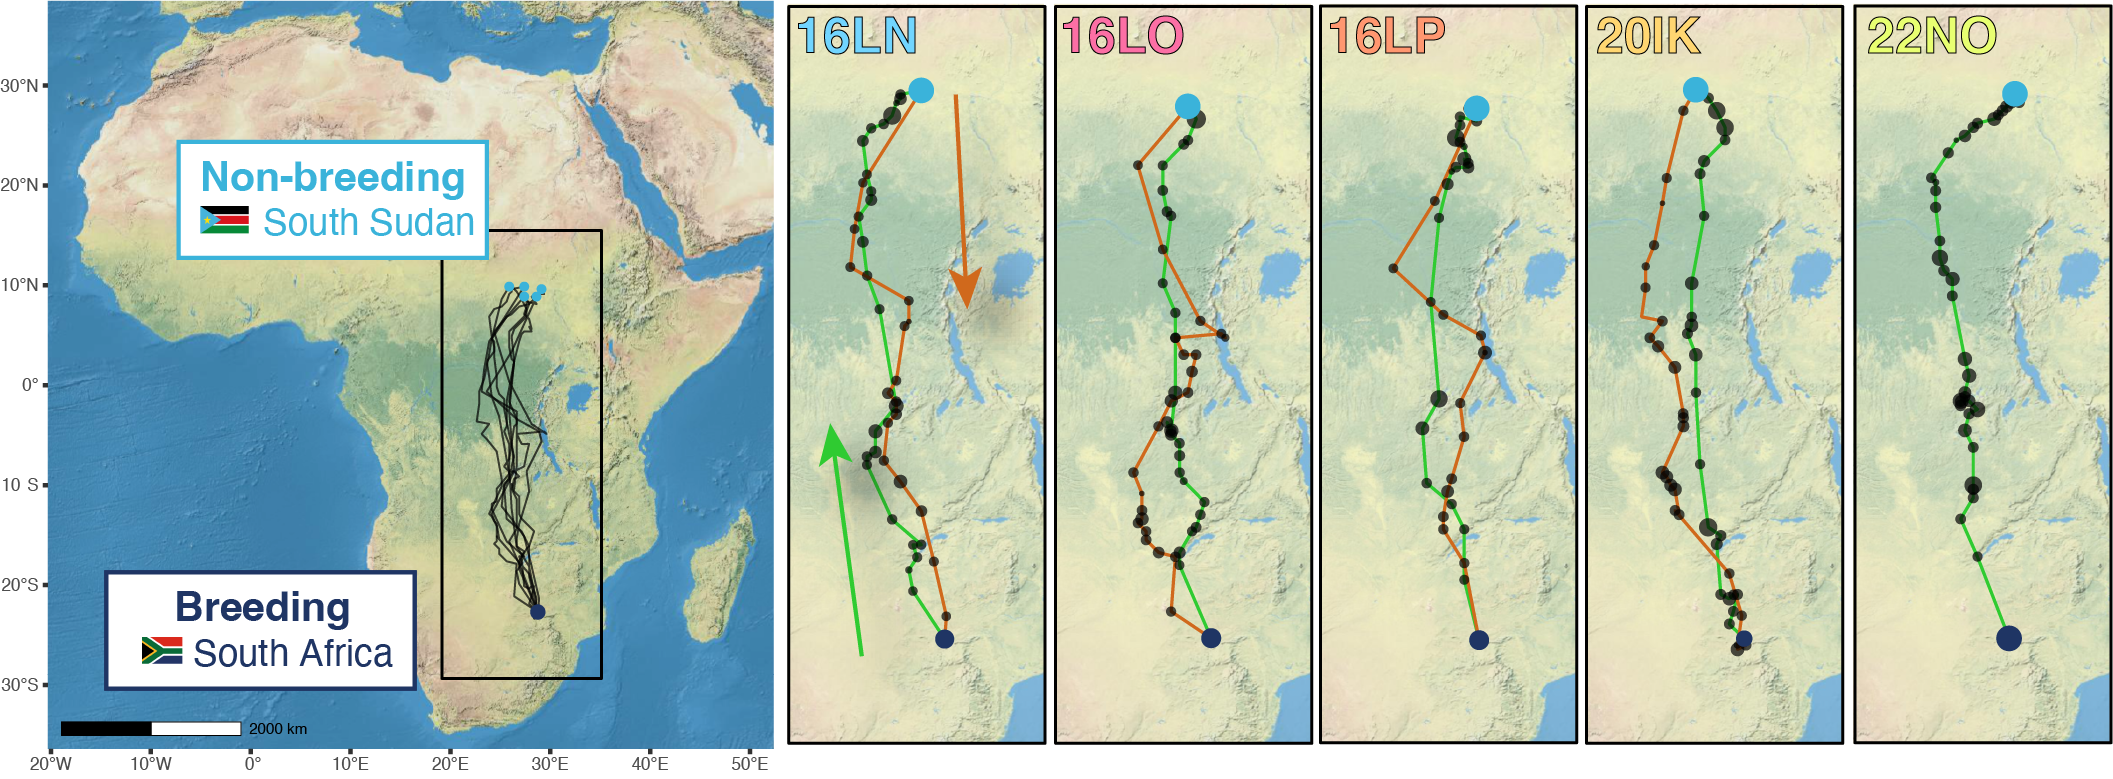 16LN
16LO
16LP
20IK
22NO
30°N
20°N
10°N
0°
10 S
20°S
30°S
Non-breeding
South Sudan
Breeding
South Africa
2000 km
20°W
10°W
0°
10°E
20°E
30°E
40°E
50°E